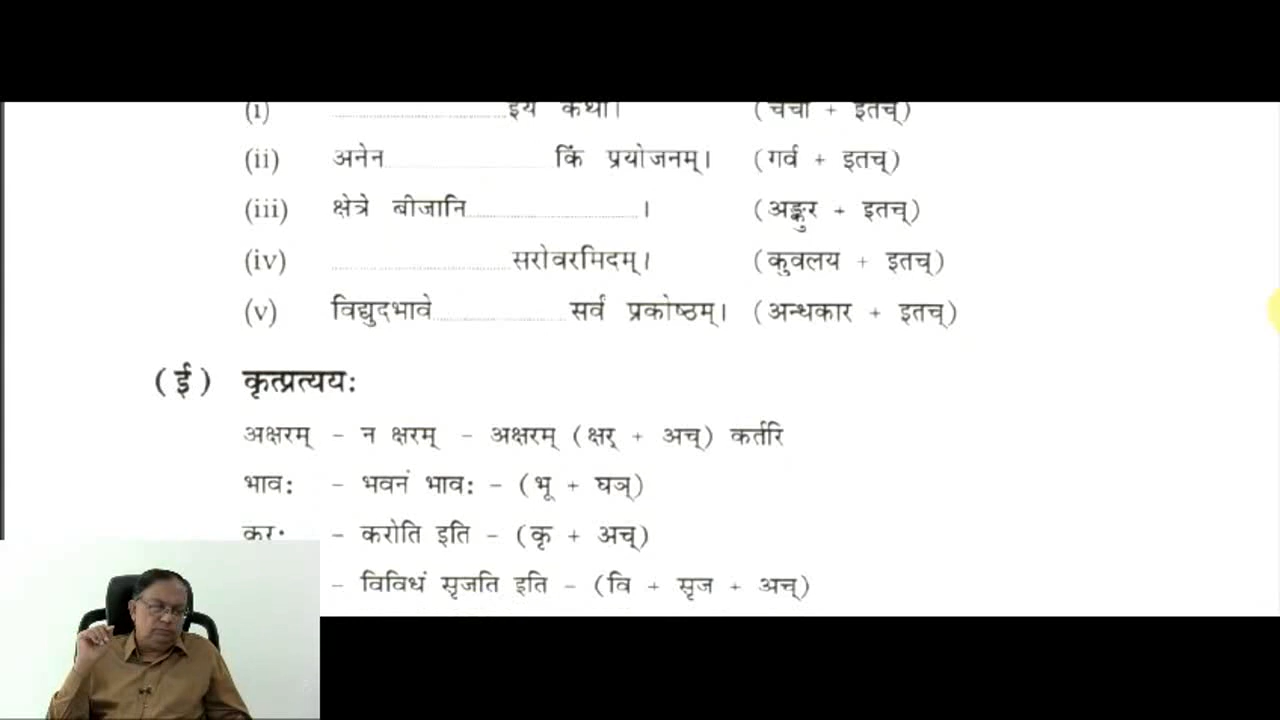 (i) ............ इयं कथा। (चर्चा + इतच्)
(ii) अनेन ............ किं प्रयोजनम्। (गर्व + इतच्)
(iii) क्षेत्रे बीजानि ............ । (अङ्कुर + इतच्)
(iv) ............ सरोवरमिदम्। (कुवलय + इतच्)
(v) विद्युदभावे ............ सर्वं प्रकोष्ठम्। (अन्धकार + इतच्)
(ई) कृत्प्रत्ययः
अक्षरम् - न क्षरम् - अक्षरम् (क्षर् + अच्) कर्तरि
भावः - भवनं भावः - (भू + घञ्)
करः - करोति इति - (कृ + अच्)
- विविधं सृजति इति - (वि + सृज + अच्)